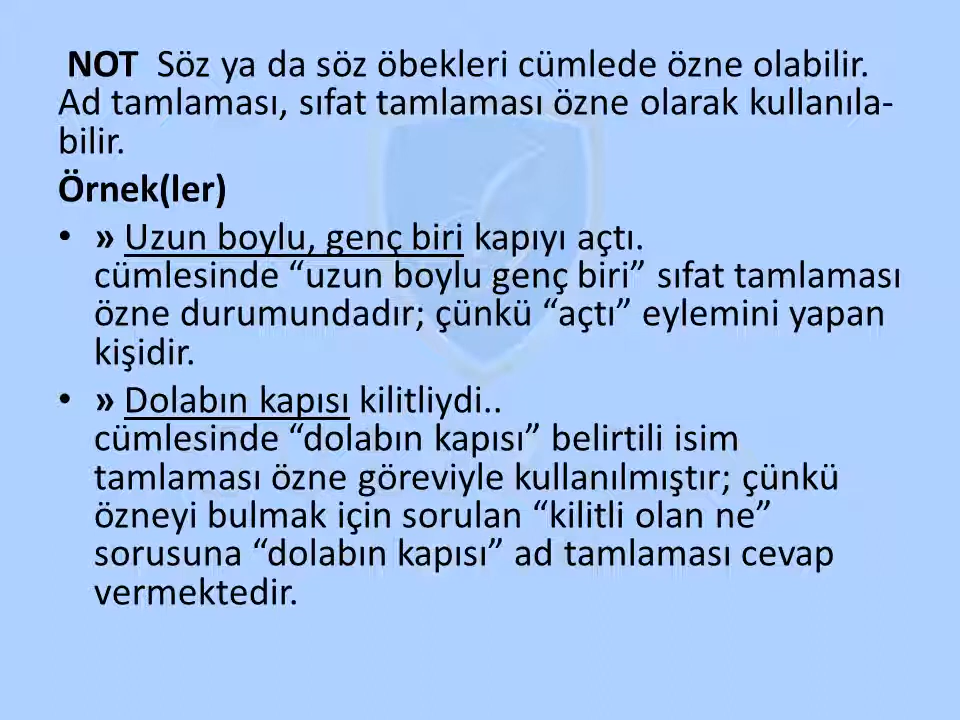 NOT Söz ya da söz öbekleri cümlede özne olabilir.
Ad tamlaması, sıfat tamlaması özne olarak kullanıla-
bilir.
Örnek(ler)
• » Uzun boylu, genç biri kapıyı açtı.
cümlesinde “uzun boylu genç biri” sıfat tamlaması
özne durumundadır; çünkü “açtı” eylemini yapan
kişidir.
• » Dolabın kapısı kilitliydi..
cümlesinde “dolabın kapısı” belirtili isim
tamlaması özne göreviyle kullanılmıştır; çünkü
özneyi bulmak için sorulan “kilitli olan ne”
sorusuna “dolabın kapısı” ad tamlaması cevap
vermektedir.